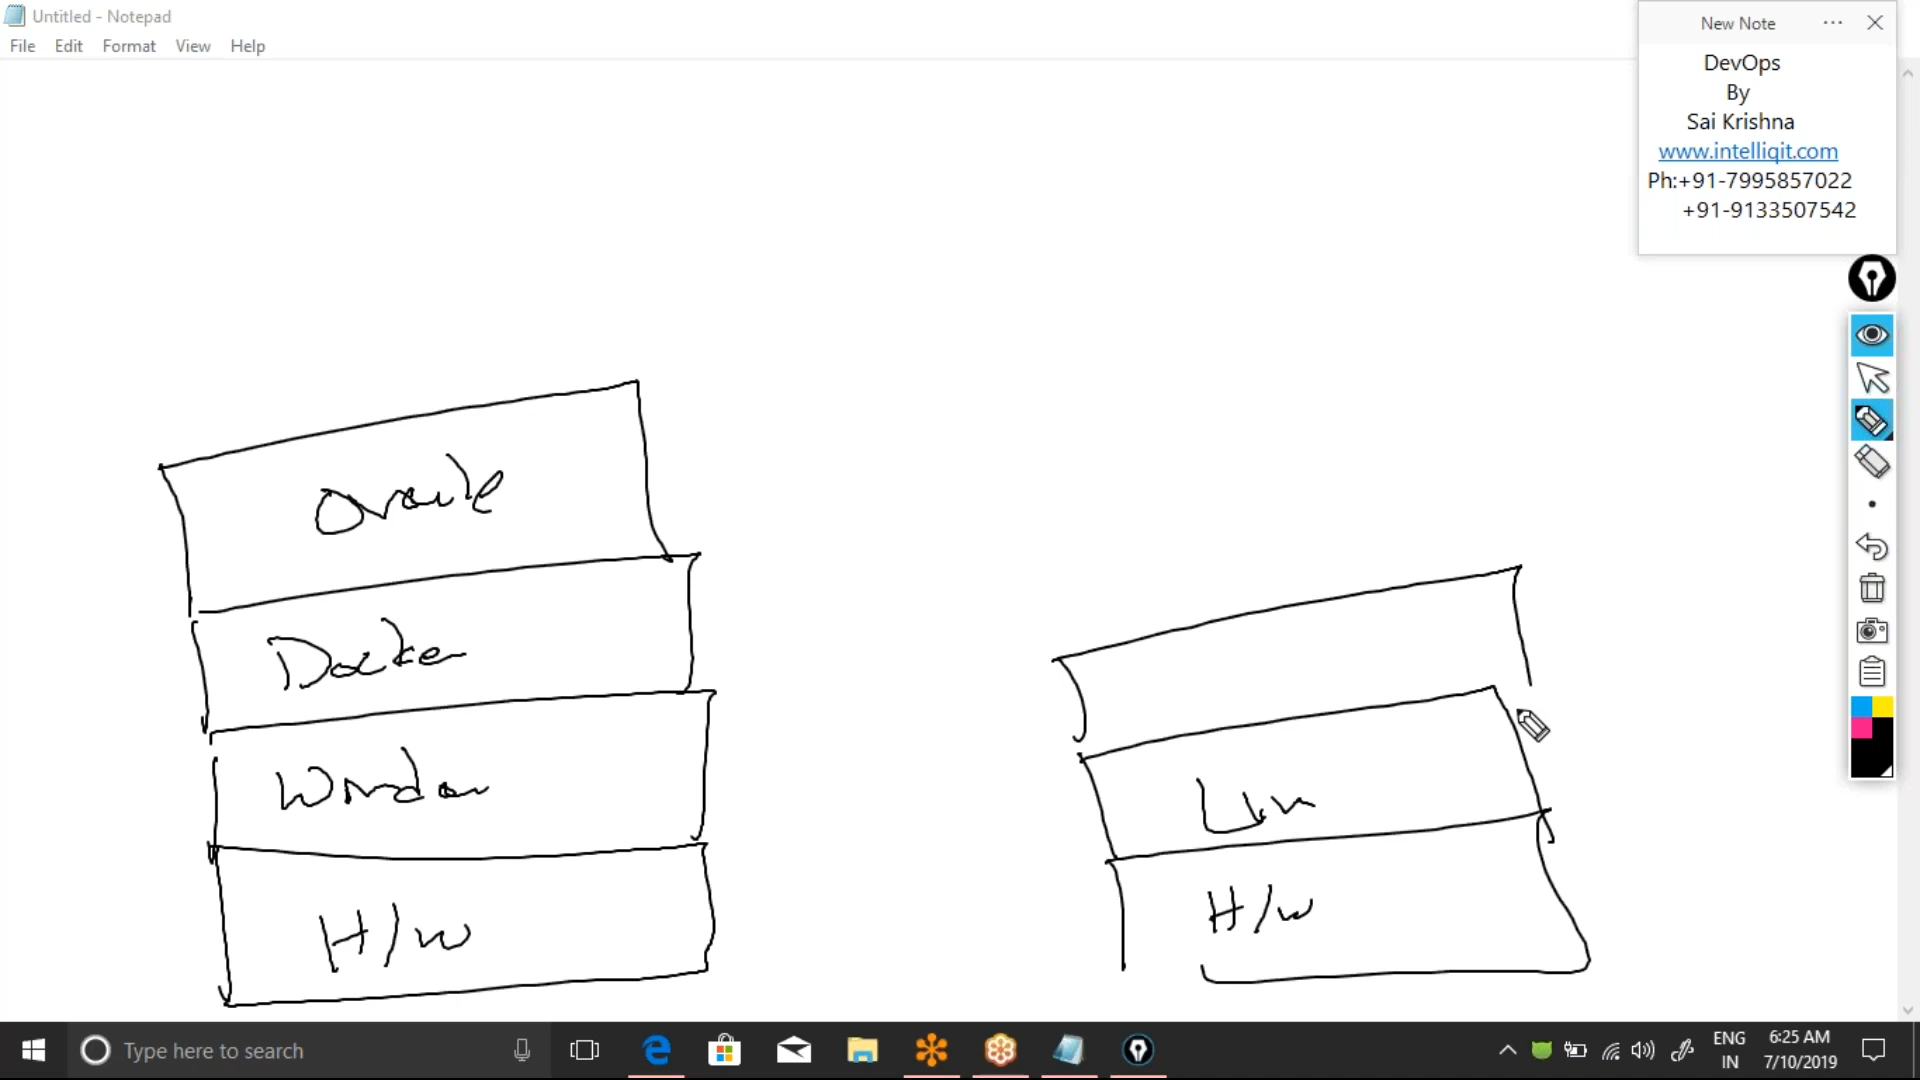 Untitled - Notepad
File Edit Format View Help
New Note
DevOps
By
Sai Krishna
www.intelliqit.com
Ph:+91-7995857022
+91-9133507542
Oracle
Docker
Window
H/w
Lin
H/w
Type here to search
ENG
IN
6:25 AM
7/10/2019